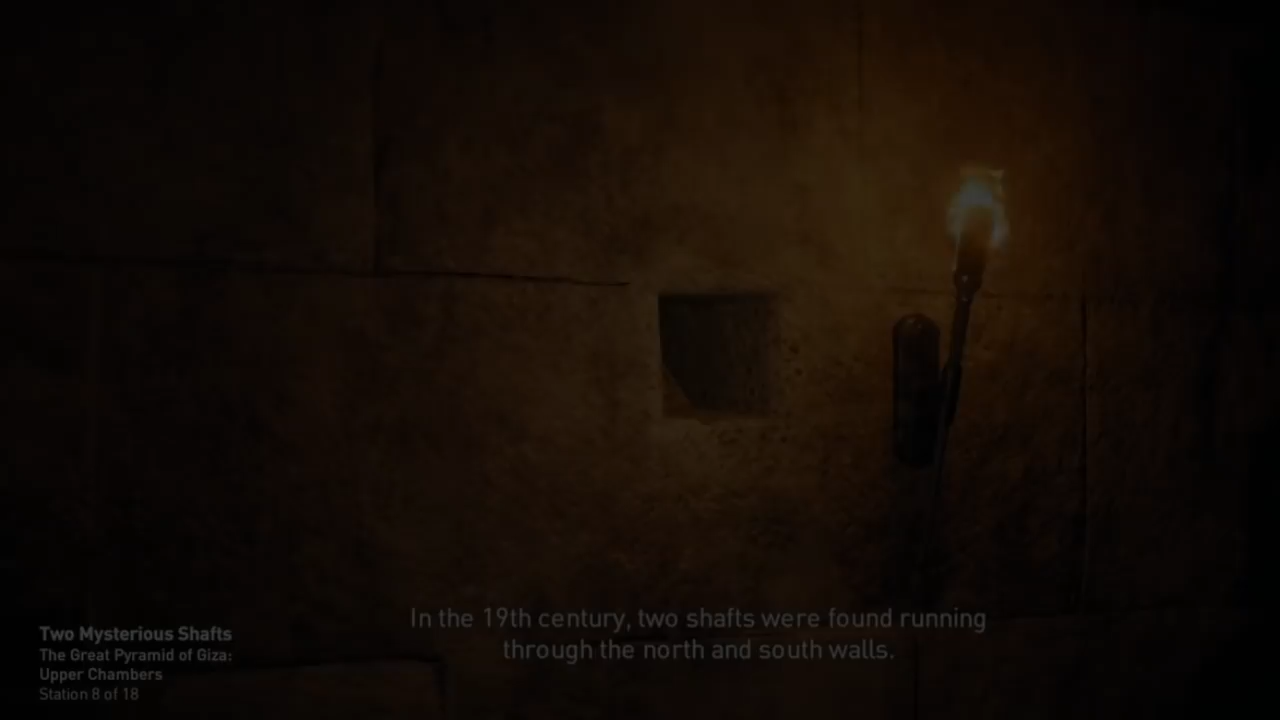 In the 19th century, two shafts were found running
through the north and south walls.
Two Mysterious Shafts
The Great Pyramid of Giza:
Upper Chambers
Station 8 of 18